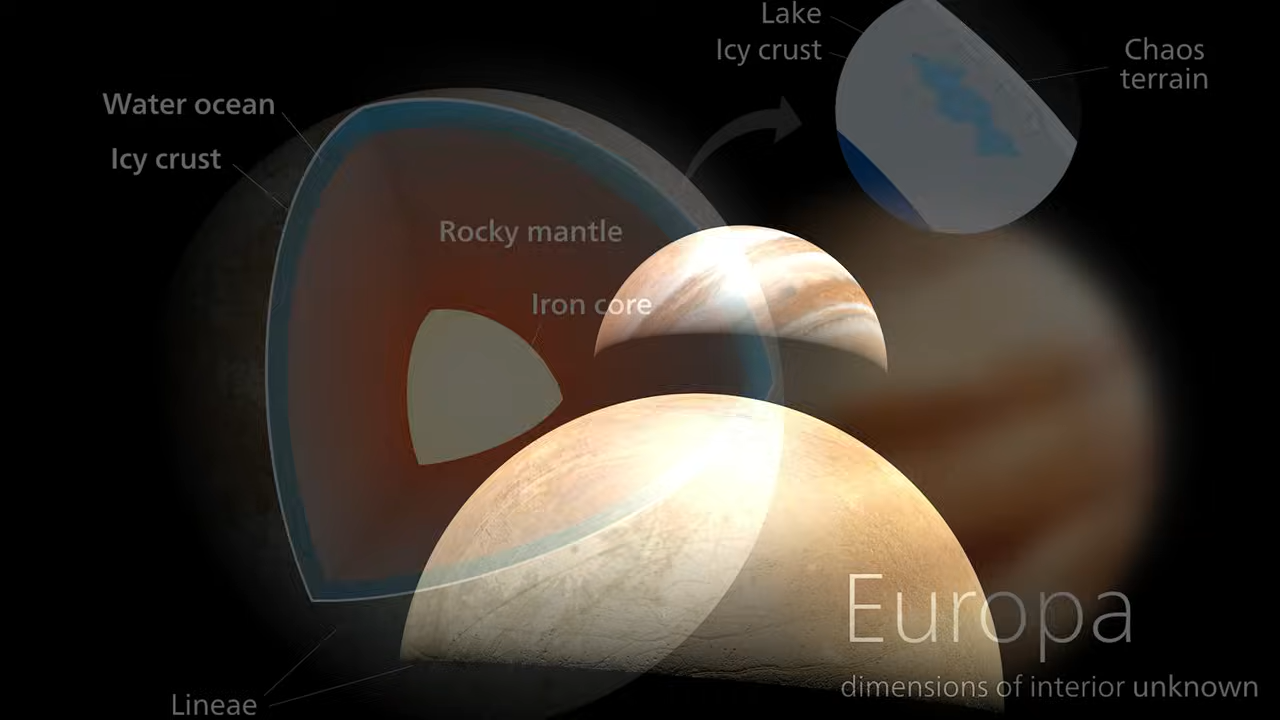 Lake
Icy crust
Chaos
terrain
Water ocean
Icy crust
Rocky mantle
Iron core
Europa
dimensions of interior unknown
Lineae